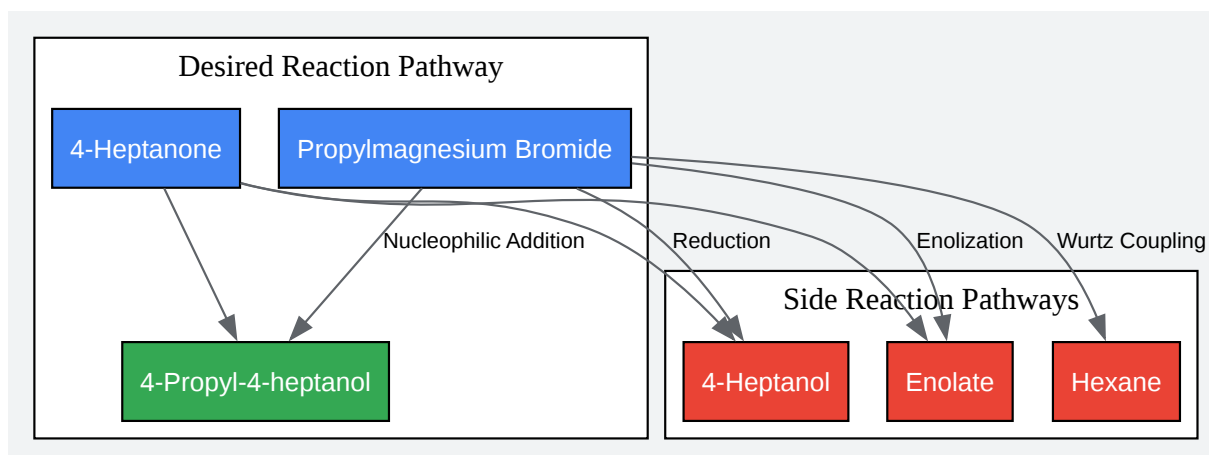 Desired Reaction Pathway
4-Heptanone
Propylmagnesium Bromide
Nucleophilic Addition
Reduction
Enolization
Wurtz Coupling
Side Reaction Pathways
4-Propyl-4-heptanol
4-Heptanol
Enolate
Hexane